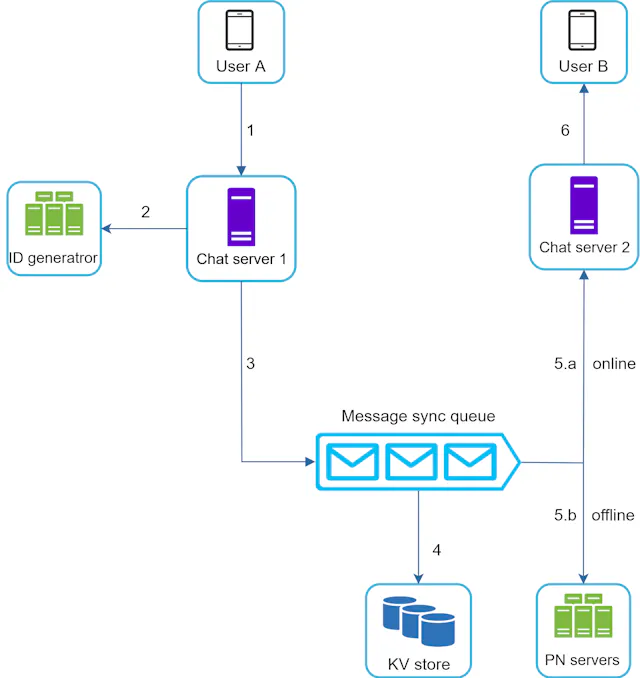 User A
User B
1
6
2
ID generatror
Chat server 1
Chat server 2
3
5.a online
Message sync queue
5.b offline
4
KV store
PN servers